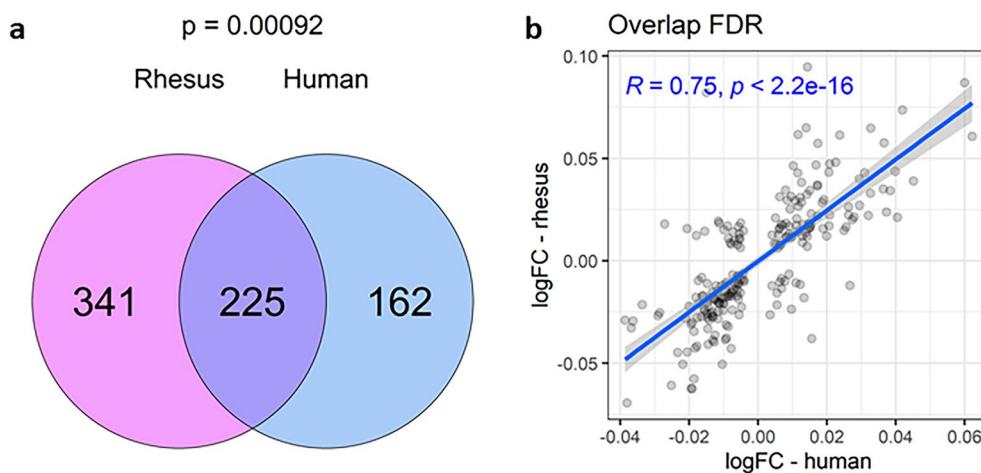 a
p = 0.00092
Rhesus Human
341 225 162
b
Overlap FDR
R = 0.75, p < 2.2e-16
0.10
0.05
0.00
-0.05
logFC - rhesus
-0.04 -0.02 0.00 0.02 0.04 0.06
logFC - human